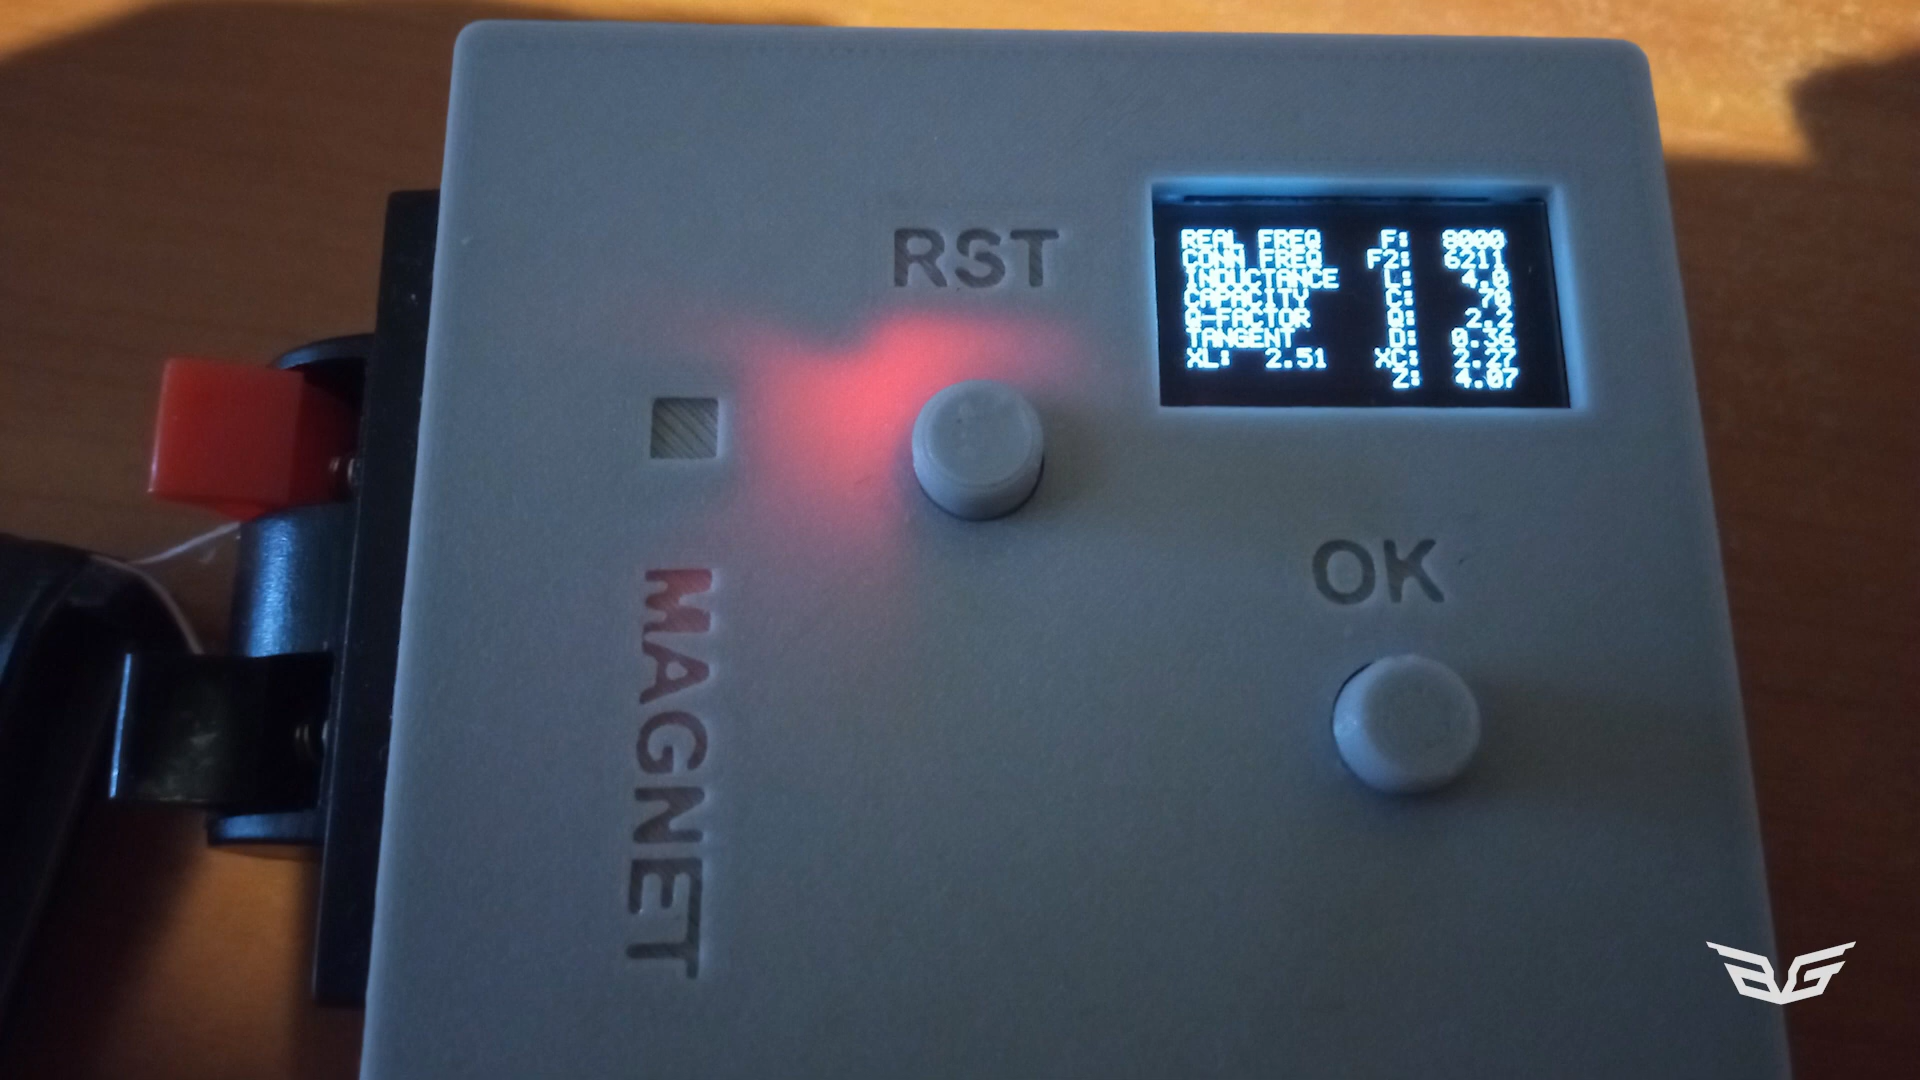 RST
REAL FREQ F: 8000
CONN FREQ F2: 6211
INDUCTANCE L: 4.0
CAPACITY C: 70
Q-FACTOR Q: 2.2
TANGENT D: 0.36
XL: 2.51 XC: 2.27
Z: 4.07
OK
MAGNET
BG